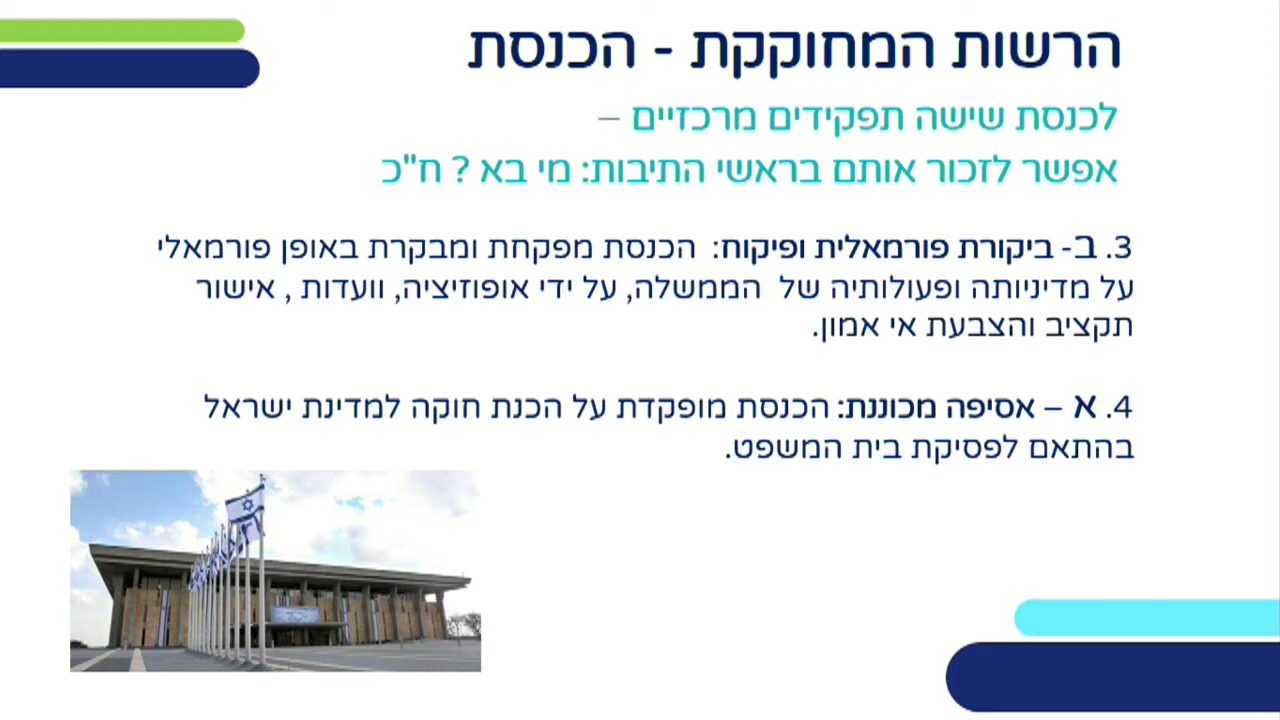 הרשות המחוקקת - הכנסת
לכנסת שישה תפקידים מרכזיים –
אפשר לזכור אותם בראשי התיבות: מי בא ? ח"כ
3. ב- ביקורת פורמאלית ופיקוח: הכנסת מפקחת ומבקרת באופן פורמאלי
על מדיניותה ופעולותיה של הממשלה, על ידי אופוזיציה, וועדות , אישור
תקציב והצבעת אי אמון.
4. א – אסיפה מכוננת: הכנסת מופקדת על הכנת חוקה למדינת ישראל
בהתאם לפסיקת בית המשפט.